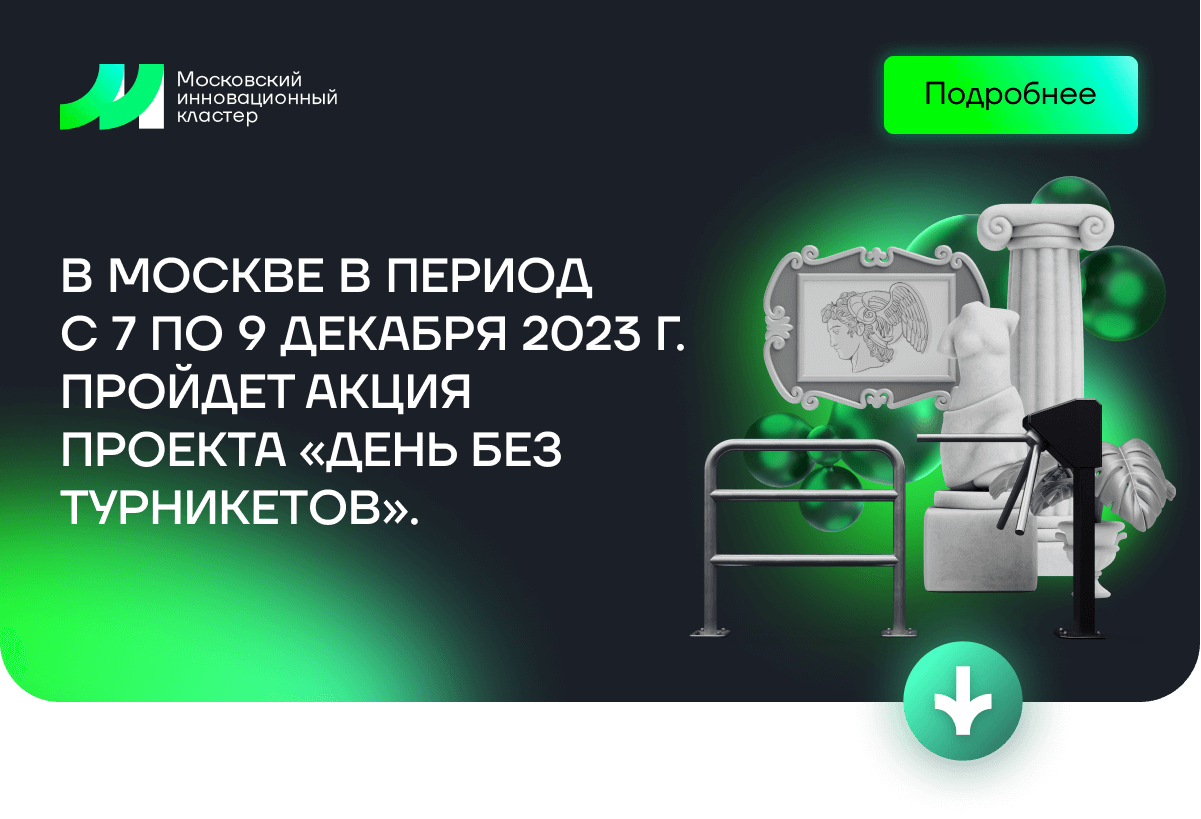 Московский
инновационный
кластер
Подробнее
В МОСКВЕ В ПЕРИОД
С 7 ПО 9 ДЕКАБРЯ 2023 Г.
ПРОЙДЕТ АКЦИЯ
ПРОЕКТА «ДЕНЬ БЕЗ
ТУРНИКЕТОВ».